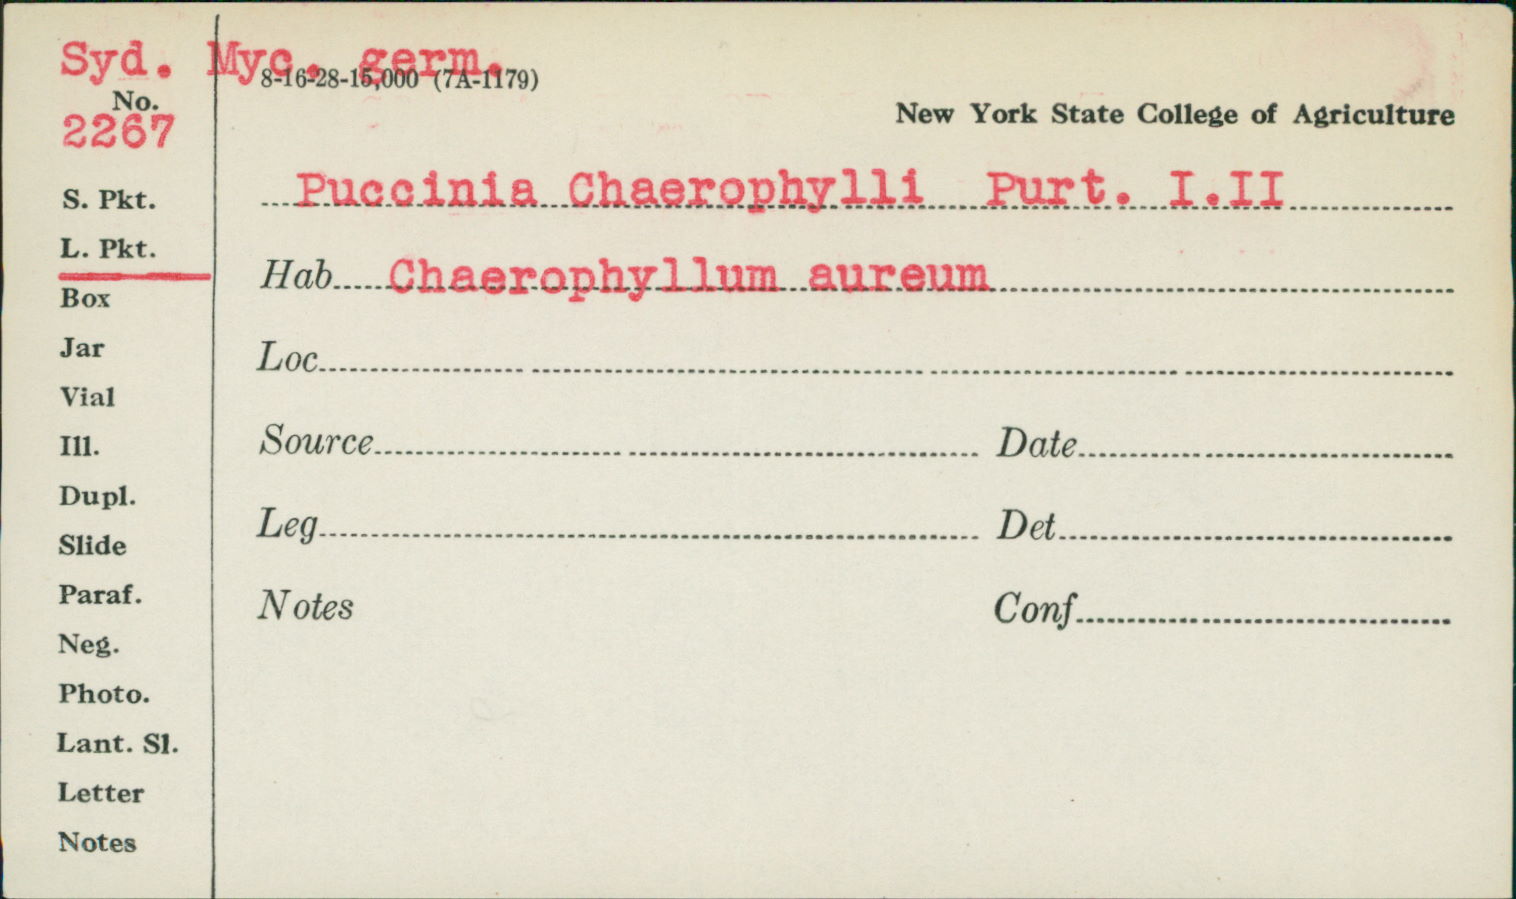 Syd. Myc. germ.
8-16-28-15,000 (7A-1179)
No.
2267
New York State College of Agriculture
Puccinia Chaerophylli Purt. I.II
S. Pkt.
L. Pkt.
Hab Chaerophyllum aureum
Box
Jar
Loc
Vial
Ill.
Source Date
Dupl.
Slide
Leg Det
Paraf.
Notes Conf
Neg.
Photo.
Lant. Sl.
Letter
Notes